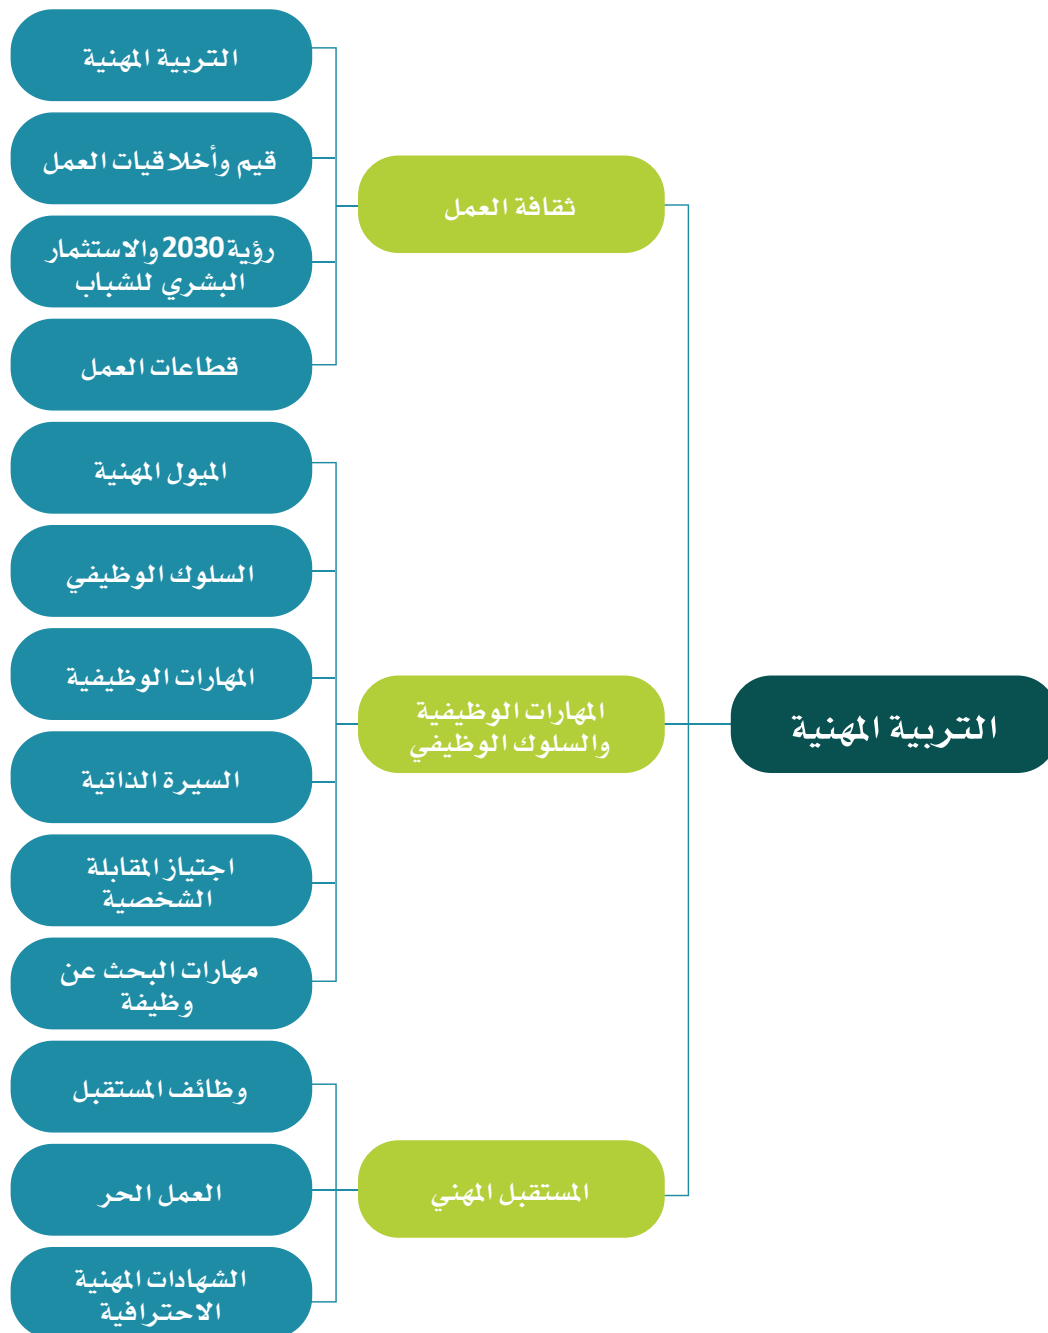 التربية المهنية
ثقافة العمل
التربية المهنية
قيم وأخلاقيات العمل
رؤية 2030 والاستثمار
البشري للشباب
قطاعات العمل
المهارات الوظيفية
والسلوك الوظيفي
الميول المهنية
السلوك الوظيفي
المهارات الوظيفية
السيرة الذاتية
اجتياز المقابلة
الشخصية
مهارات البحث عن
وظيفة
المستقبل المهني
وظائف المستقبل
العمل الحر
الشهادات المهنية
الاحترافية